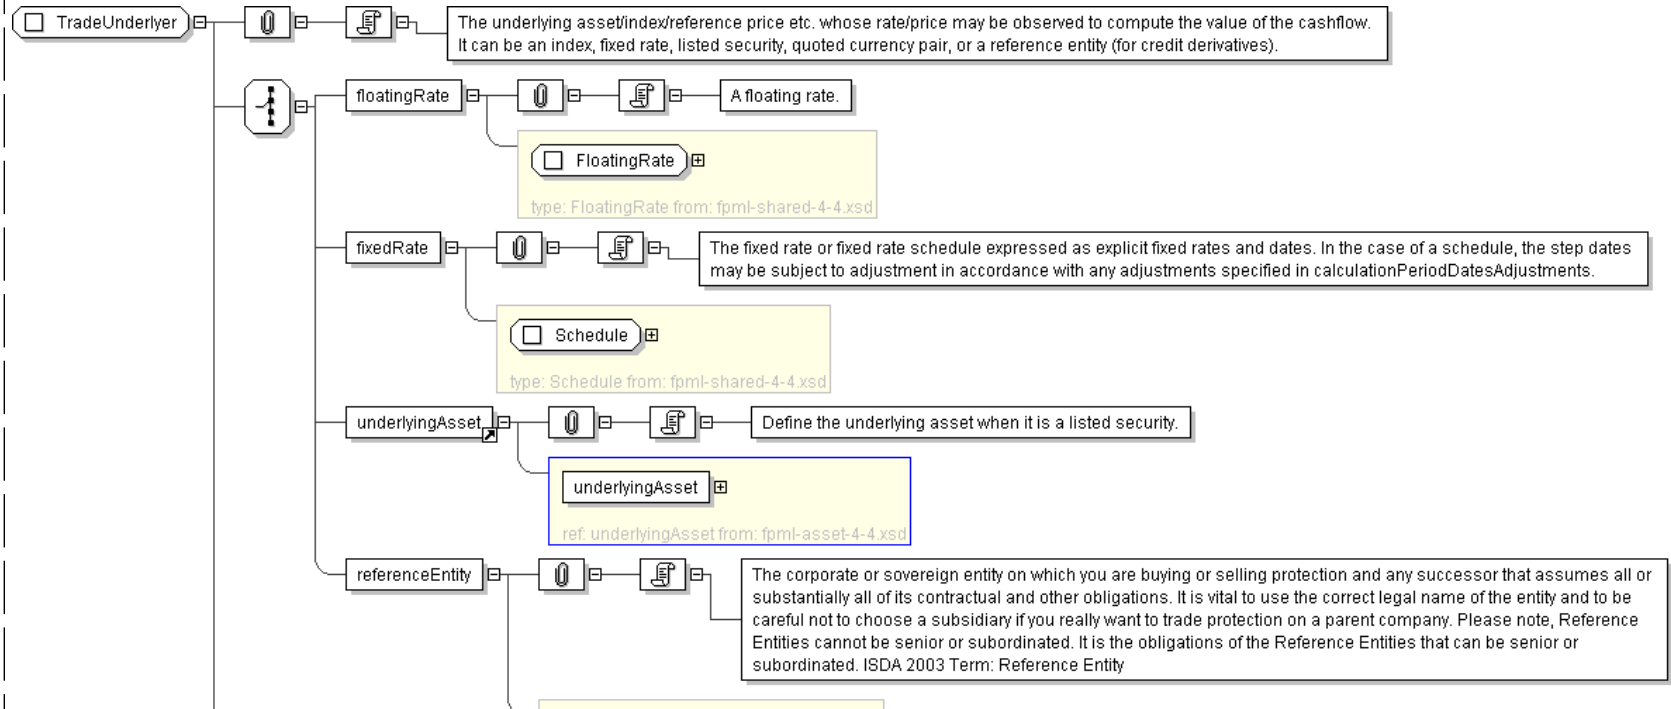 TradeUnderlyer
The underlying asset/index/reference price etc. whose rate/price may be observed to compute the value of the cashflow.
It can be an index, fixed rate, listed security, quoted currency pair, or a reference entity (for credit derivatives).
floatingRate
A floating rate.
FloatingRate
type: FloatingRate from: fpml-shared-4-4.xsd
fixedRate
The fixed rate or fixed rate schedule expressed as explicit fixed rates and dates. In the case of a schedule, the step dates
may be subject to adjustment in accordance with any adjustments specified in calculationPeriodDatesAdjustments.
Schedule
type: Schedule from: fpml-shared-4-4.xsd
underlyingAsset
Define the underlying asset when it is a listed security.
underlyingAsset
ref: underlyingAsset from: fpml-asset-4-4.xsd
referenceEntity
The corporate or sovereign entity on which you are buying or selling protection and any successor that assumes all or
substantially all of its contractual and other obligations. It is vital to use the correct legal name of the entity and to be
careful not to choose a subsidiary if you really want to trade protection on a parent company. Please note, Reference
Entities cannot be senior or subordinated. It is the obligations of the Reference Entities that can be senior or
subordinated. ISDA 2003 Term: Reference Entity